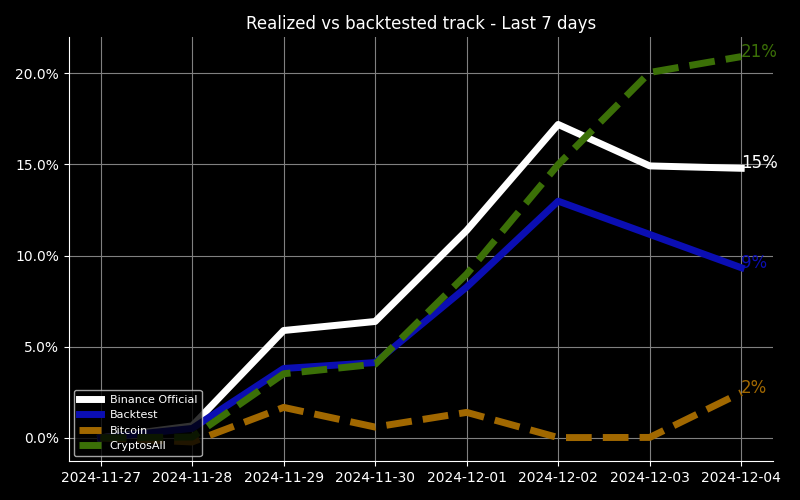 Realized vs backtested track - Last 7 days
21%
20.0%
15.0%
15%
10.0%
9%
5.0%
2%
Binance Official
Backtest
Bitcoin
CryptosAll
0.0%
2024-11-27 2024-11-28 2024-11-29 2024-11-30 2024-12-01 2024-12-02 2024-12-03 2024-12-04